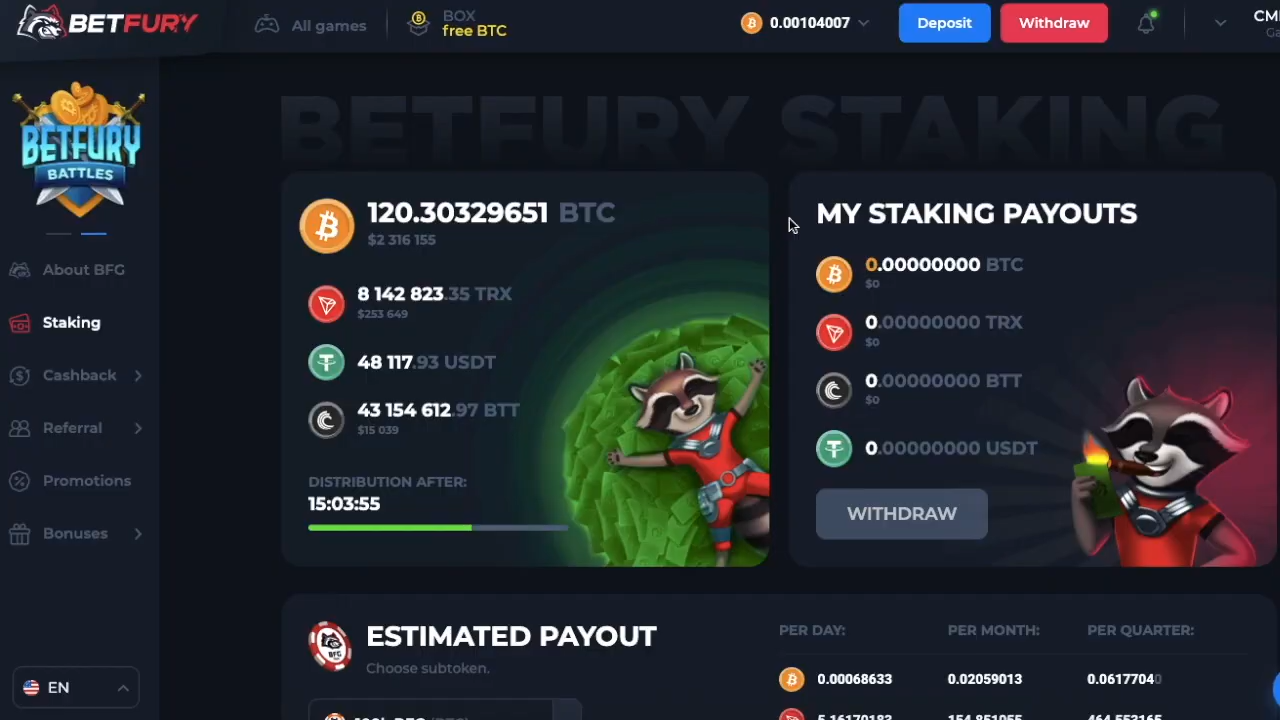 BETFURY
All games
BOX
free BTC
0.00104007
Deposit
Withdraw
BETFURY
BATTLES
About BFG
Staking
Cashback
Referral
Promotions
Bonuses
EN
BETFURY STAKING
120.30329651 BTC
$2 316 155
8 142 823.35 TRX
$253 649
48 117.93 USDT
43 154 612.97 BTT
$15 039
DISTRIBUTION AFTER:
15:03:55
MY STAKING PAYOUTS
0.00000000 BTC
$0
0.00000000 TRX
$0
0.00000000 BTT
$0
0.00000000 USDT
WITHDRAW
BFG
ESTIMATED PAYOUT
Choose subtoken.
PER DAY:
PER MONTH:
PER QUARTER:
0.00068633
0.02059013
0.06177040